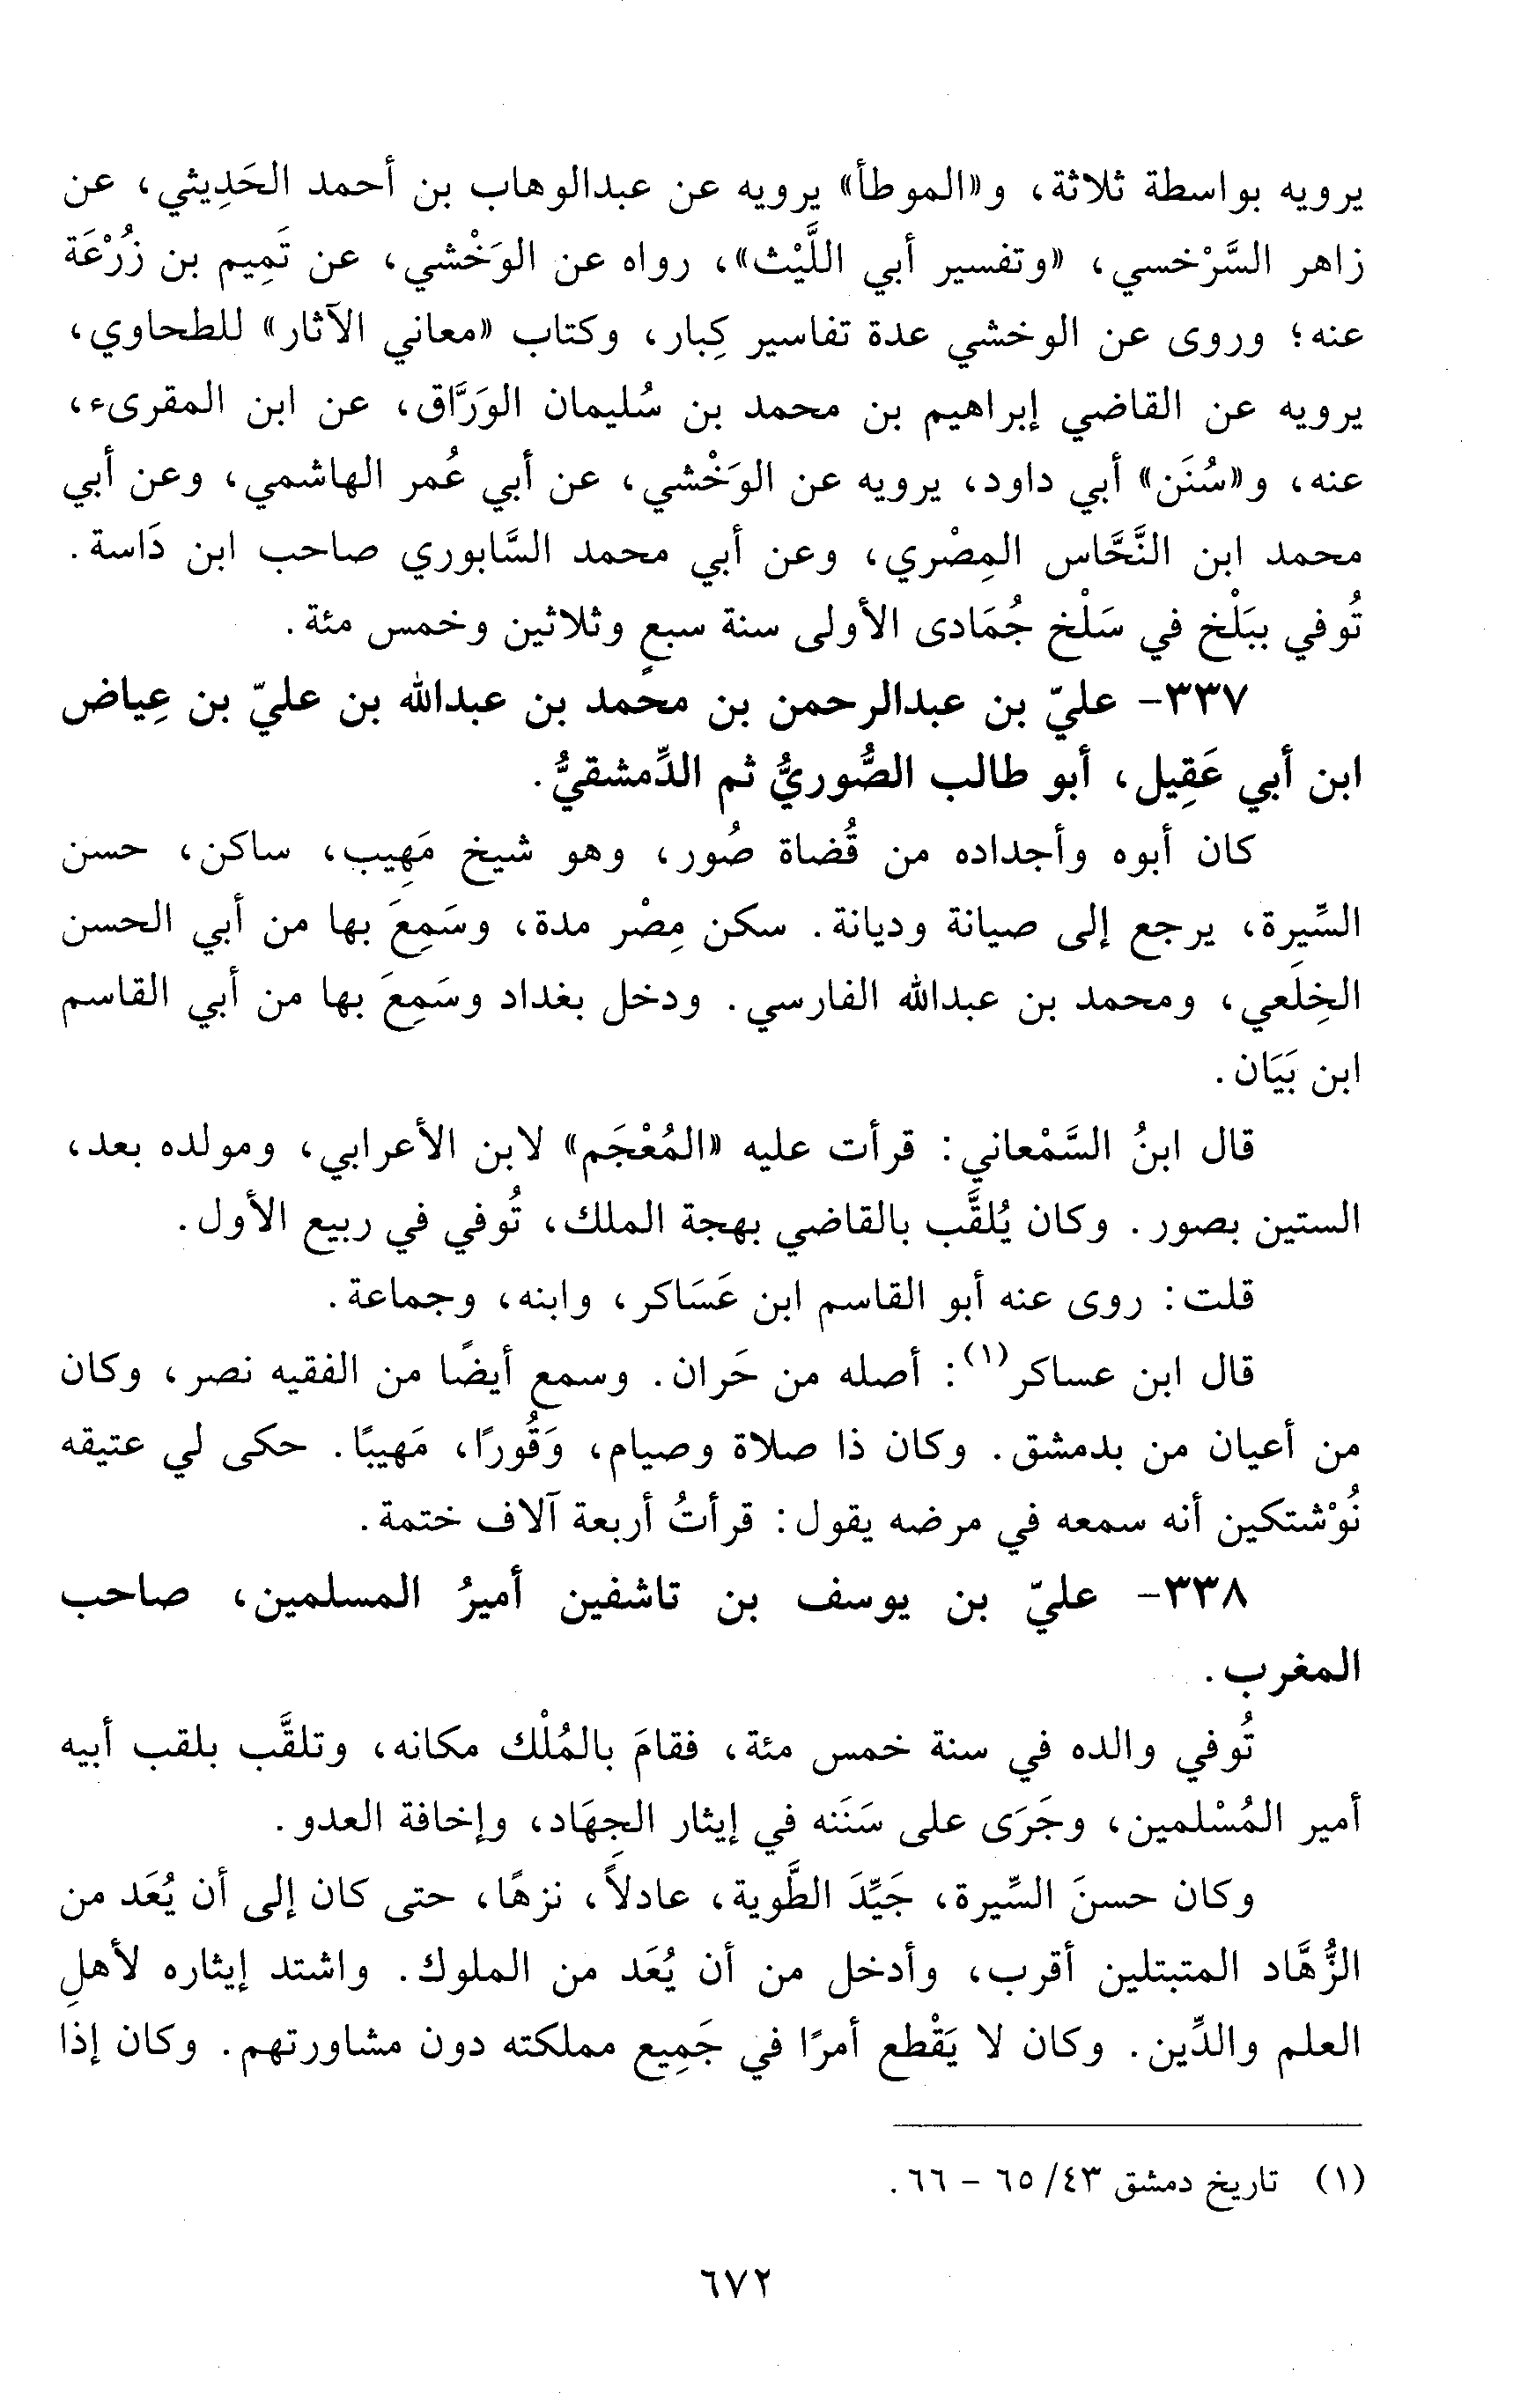 يرويه بواسطة ثلاثة، و«الموطأ» يرويه عن عبدالوهاب بن أحمد الحَدِيثي، عن
زاهر السَّرْخسي، «وتفسير أبي اللَّيْث»، رواه عن الوَخْشي، عن تَمِيم بن زُرْعَة
عنه؛ وروى عن الوخشي عدة تفاسير كِبار، وكتاب «معاني الآثار» للطحاوي،
يرويه عن القاضي إبراهيم بن محمد بن سُليمان الوَرَّاق، عن ابن المقرىء،
عنه، و«سُنَن» أبي داود، يرويه عن الوَخْشي، عن أبي عُمر الهاشمي، وعن أبي
محمد ابن النَّحَّاس المِصْري، وعن أبي محمد السَّابوري صاحب ابن دَاسة.
تُوفي ببَلْخ في سَلْخ جُمَادى الأولى سنة سبعٍ وثلاثين وخمس مئة.
٣٣٧- عليّ بن عبدالرحمن بن محمد بن عبدالله بن عليّ بن عِياض
ابن أبي عَقِيل، أبو طالب الصُّوريُّ ثم الدِّمشقيُّ.
كان أبوه وأجداده من قُضاة صُور، وهو شيخ مَهِيب، ساكن، حسن
السِّيرة، يرجع إلى صيانة وديانة. سكن مِصْر مدة، وسَمِعَ بها من أبي الحسن
الخِلَعي، ومحمد بن عبدالله الفارسي. ودخل بغداد وسَمِعَ بها من أبي القاسم
ابن بَيَان.
قال ابنُ السَّمْعاني: قرأت عليه «المُعْجَم» لابن الأعرابي، ومولده بعد،
الستين بصور. وكان يُلقَّب بالقاضي بهجة الملك، تُوفي في ربيع الأول.
قلت: روى عنه أبو القاسم ابن عَسَاكر، وابنه، وجماعة.
قال ابن عساكر(١): أصله من حَران. وسمع أيضًا من الفقيه نصر، وكان
من أعيان من بدمشق. وكان ذا صلاة وصيام، وَقُورًا، مَهيبًا. حكى لي عتيقه
نُوْشتكين أنه سمعه في مرضه يقول: قرأتُ أربعة آلاف ختمة.
٣٣٨- عليّ بن يوسف بن تاشفين أميرُ المسلمين، صاحب
المغرب.
تُوفي والده في سنة خمس مئة، فقامَ بالمُلْك مكانه، وتلقَّب بلقب أبيه
أمير المُسْلمين، وجَرَى على سَنَنه في إيثار الجِهَاد، وإخافة العدو.
وكان حسنَ السِّيرة، جَيِّدَ الطَّوية، عادلاً، نزهًا، حتى كان إلى أن يُعَد من
الزُّهَّاد المتبتلين أقرب، وأدخل من أن يُعَد من الملوك. واشتد إيثاره لأهلِ
العلم والدِّين. وكان لا يَقْطع أمرًا في جَمِيع مملكته دون مشاورتهم. وكان إذا
(١) تاريخ دمشق ٤٣/ ٦٥ - ٦٦.
٦٧٢